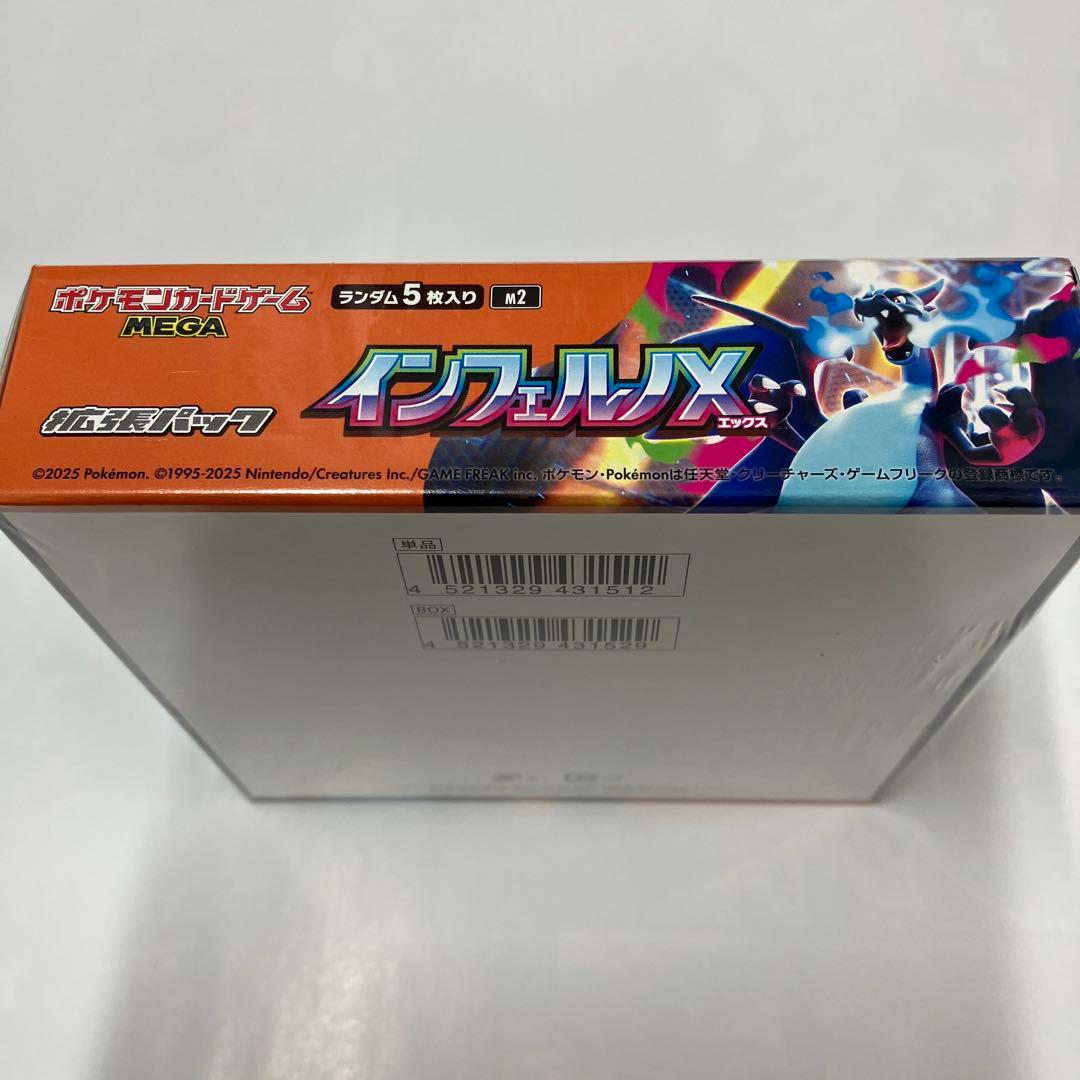 ポケモンカードゲーム
MEGA
ランダム5枚入り M2
インフェルノX
エックス
拡張パック
©2025 Pokémon. ©1995-2025 Nintendo/Creatures Inc./GAME FREAK inc. ポケモン・Pokémonは任天堂・クリーチャーズ・ゲームフリークの登録商標です。
単品
4 521329 431512
BOX
4 521329 431529